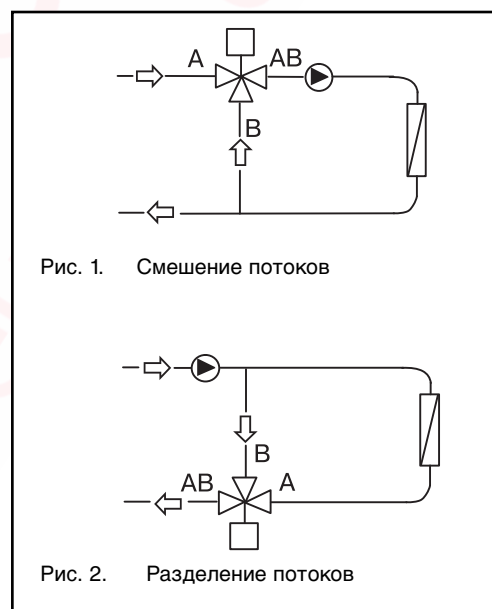 A
AB
B
Рис. 1. Смешение потоков
B
AB
A
Рис. 2. Разделение потоков